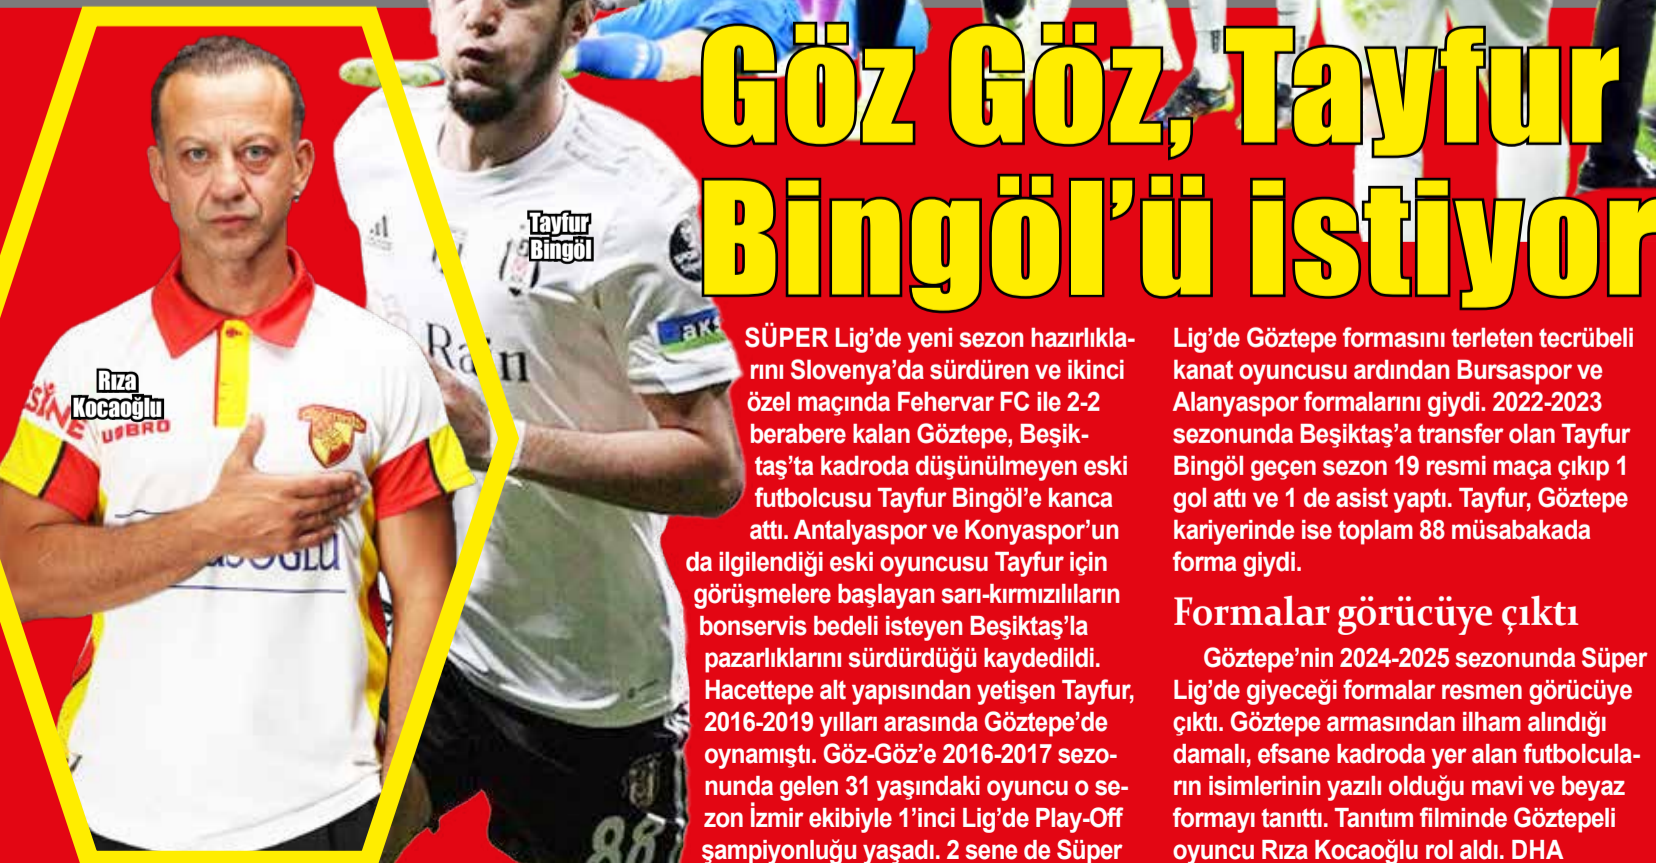 Göz Göz, Tayfur
Bingöl'ü istiyor
Tayfur
Bingöl
Rıza
Kocaoğlu
UMBRO
Rain
88
SÜPER Lig'de yeni sezon hazırlıkla-
rını Slovenya'da sürdüren ve ikinci
özel maçında Fehervar FC ile 2-2
berabere kalan Göztepe, Beşik-
taş'ta kadroda düşünülmeyen eski
futbolcusu Tayfur Bingöl'e kanca
attı. Antalyaspor ve Konyaspor'un
da ilgilendiği eski oyuncusu Tayfur için
görüşmelere başlayan sarı-kırmızılıların
bonservis bedeli isteyen Beşiktaş'la
pazarlıklarını sürdürdüğü kaydedildi.
Hacettepe alt yapısından yetişen Tayfur,
2016-2019 yılları arasında Göztepe'de
oynamıştı. Göz-Göz'e 2016-2017 sezo-
nunda gelen 31 yaşındaki oyuncu o se-
zon İzmir ekibiyle 1'inci Lig'de Play-Off
şampiyonluğu yaşadı. 2 sene de Süper
Lig'de Göztepe formasını terleten tecrübeli
kanat oyuncusu ardından Bursaspor ve
Alanyaspor formalarını giydi. 2022-2023
sezonunda Beşiktaş'a transfer olan Tayfur
Bingöl geçen sezon 19 resmi maça çıkıp 1
gol attı ve 1 de asist yaptı. Tayfur, Göztepe
kariyerinde ise toplam 88 müsabakada
forma giydi.
Formalar görücüye çıktı
Göztepe'nin 2024-2025 sezonunda Süper
Lig'de giyeceği formalar resmen görücüye
çıktı. Göztepe armasından ilham alındığı
damalı, efsane kadroda yer alan futbolcula-
rın isimlerinin yazılı olduğu mavi ve beyaz
formayı tanıttı. Tanıtım filminde Göztepeli
oyuncu Rıza Kocaoğlu rol aldı. DHA